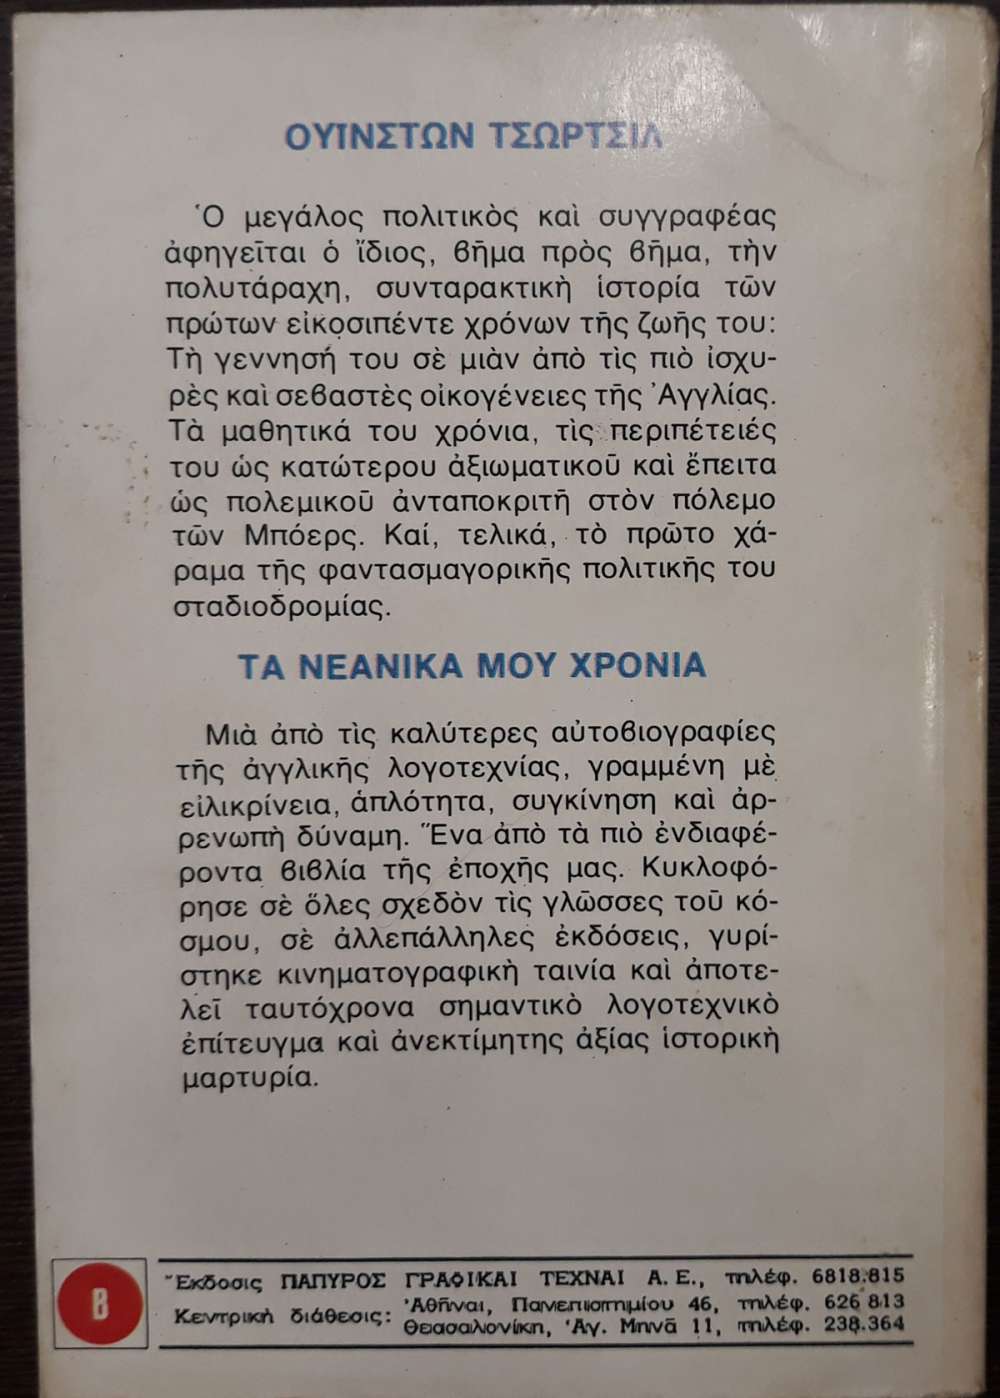 ΟΥΪΝΣΤΩΝ ΤΣΩΡΤΣΙΛ
Ὁ μεγάλος πολιτικὸς καὶ συγγραφέας
ἀφηγεῖται ὁ ἴδιος, βῆμα πρὸς βῆμα, τὴν
πολυτάραχη, συνταρακτικὴ ἱστορία τῶν
πρώτων εἰκοσιπέντε χρόνων τῆς ζωῆς του:
Τὴ γεννησή του σὲ μιὰν ἀπὸ τὶς πιὸ ἰσχυ-
ρὲς καὶ σεβαστὲς οἰκογένειες τῆς Ἀγγλίας.
Τὰ μαθητικά του χρόνια, τὶς περιπέτειές
του ὡς κατώτερου ἀξιωματικοῦ καὶ ἔπειτα
ὡς πολεμικοῦ ἀνταποκριτῆ στὸν πόλεμο
τῶν Μπόερς. Καί, τελικά, τὸ πρῶτο χά-
ραμα τῆς φαντασμαγορικῆς πολιτικῆς του
σταδιοδρομίας.
ΤΑ ΝΕΑΝΙΚΑ ΜΟΥ ΧΡΟΝΙΑ
Μιὰ ἀπὸ τὶς καλύτερες αὐτοβιογραφίες
τῆς ἀγγλικῆς λογοτεχνίας, γραμμένη μὲ
εἰλικρίνεια, ἁπλότητα, συγκίνηση καὶ ἀρ-
ρενωπὴ δύναμη. Ἕνα ἀπὸ τὰ πιὸ ἐνδιαφέ-
ροντα βιβλία τῆς ἐποχῆς μας. Κυκλοφό-
ρησε σὲ ὅλες σχεδὸν τὶς γλῶσσες τοῦ κό-
σμου, σὲ ἀλλεπάλληλες ἐκδόσεις, γυρί-
στηκε κινηματογραφικὴ ταινία καὶ ἀποτε-
λεῖ ταυτόχρονα σημαντικὸ λογοτεχνικὸ
ἐπίτευγμα καὶ ἀνεκτίμητης ἀξίας ἱστορικὴ
μαρτυρία.
8
Ἔκδοσις ΠΑΠΥΡΟΣ ΓΡΑΦΙΚΑΙ ΤΕΧΝΑΙ Α.Ε., τηλέφ. 6818.815
Κεντρικὴ διάθεσις: Ἀθῆναι, Πανεπιστημίου 46, τηλέφ. 626 813
Θεσσαλονίκη, Ἁγ. Μηνᾶ 11, τηλέφ. 238.364